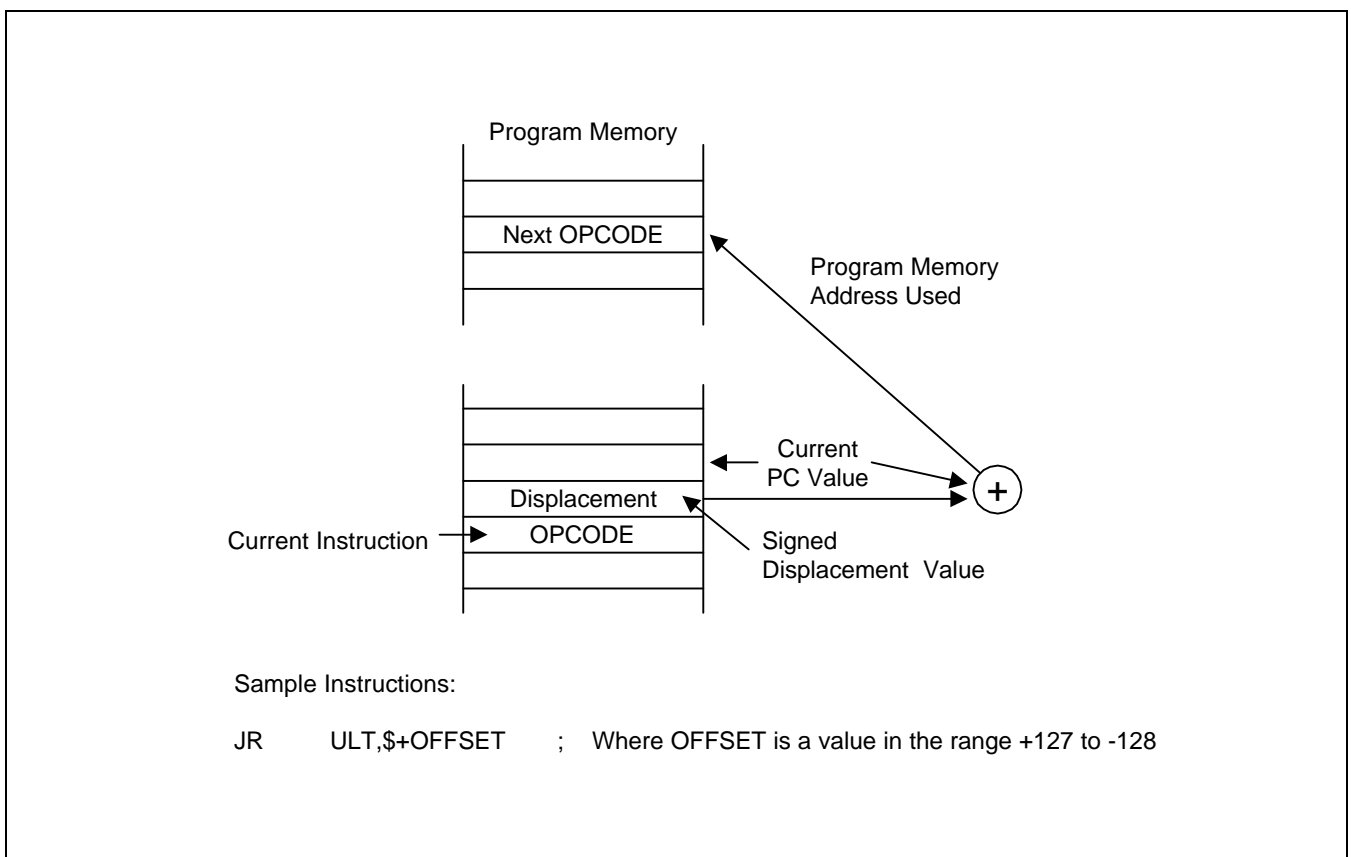 Program Memory
Next OPCODE
Program Memory
Address Used
Current
PC Value
+
Displacement
Current Instruction
OPCODE
Signed
Displacement Value
Sample Instructions:
JR ULT,$+OFFSET ; Where OFFSET is a value in the range +127 to -128